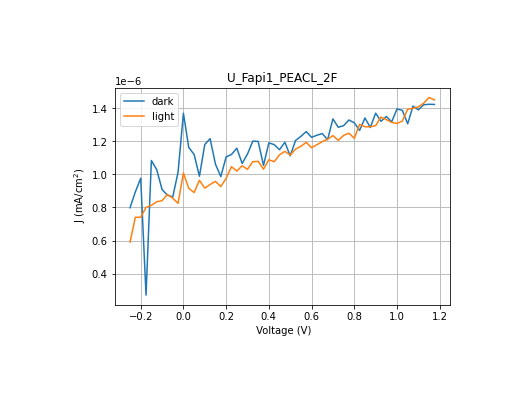 U_Fapi1_PEACL_2F
1e−6
dark
light
1.4
1.2
1.0
0.8
0.6
0.4
J (mA/cm²)
−0.2 0.0 0.2 0.4 0.6 0.8 1.0 1.2
Voltage (V)